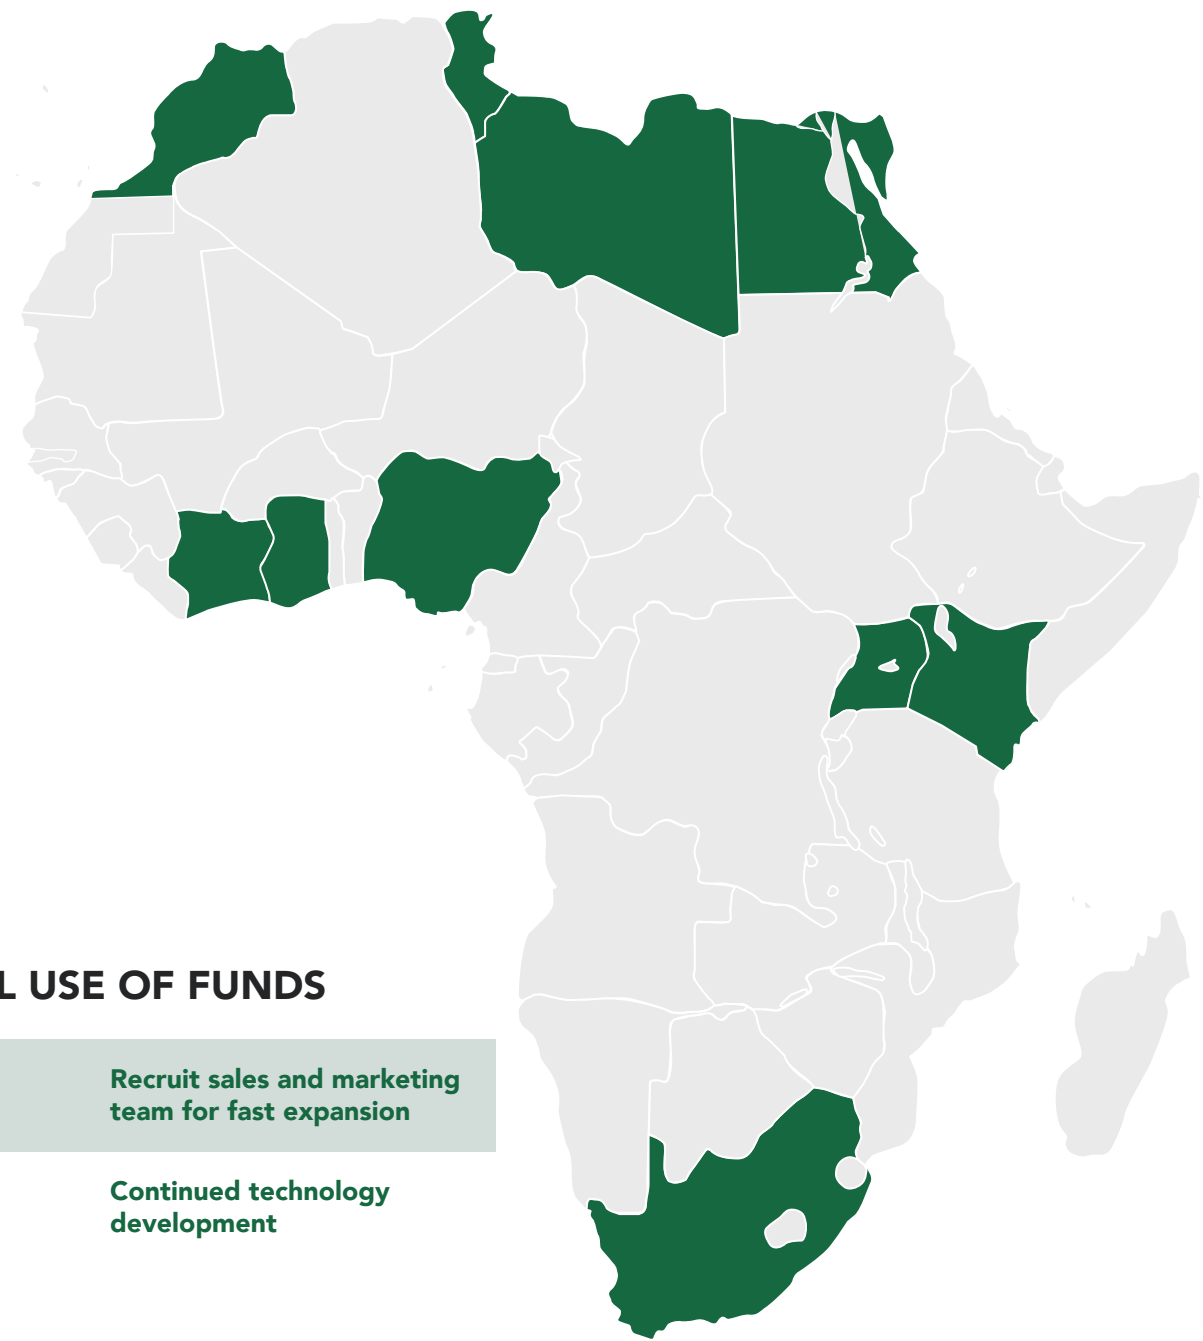 L USE OF FUNDS
Recruit sales and marketing
team for fast expansion
Continued technology
development